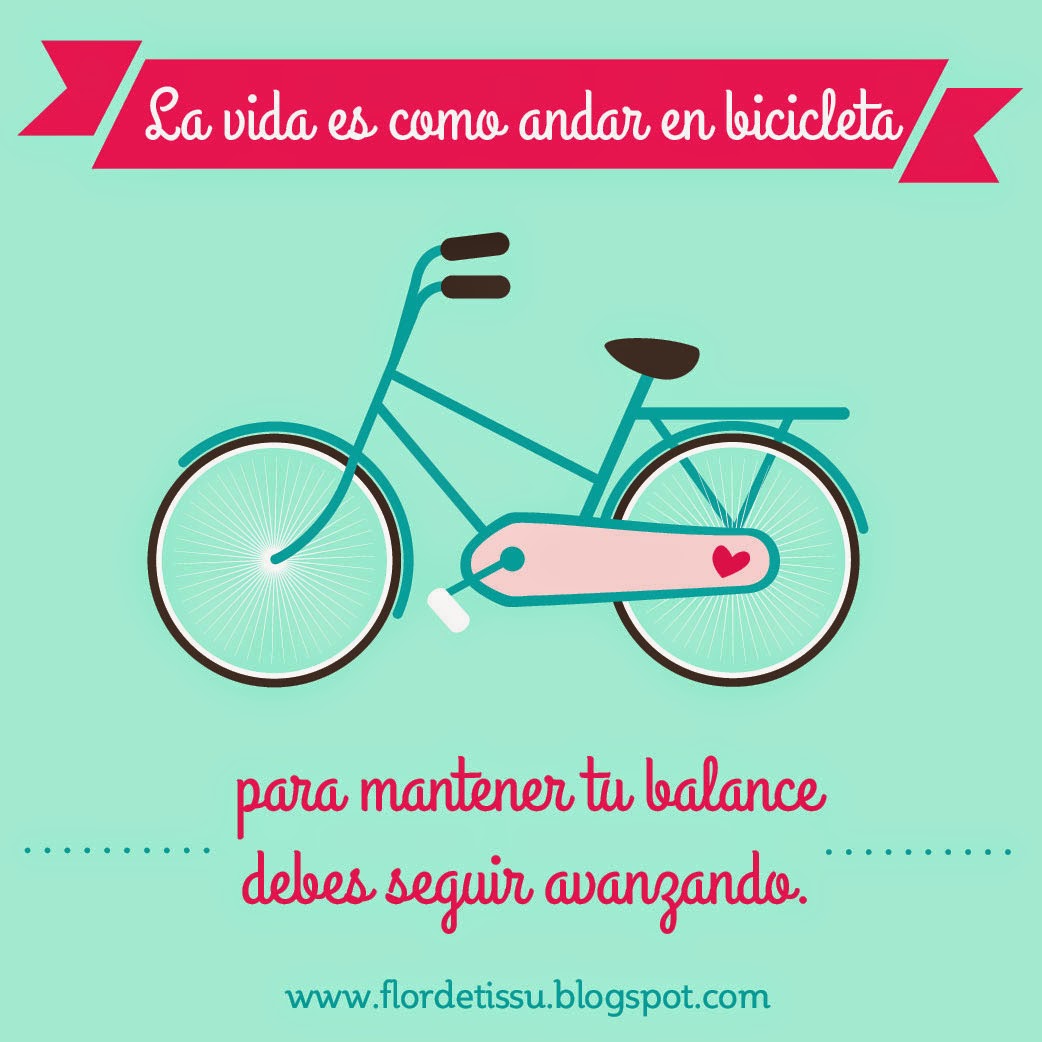 La vida es como andar en bicicleta
para mantener tu balance
debes seguir avanzando.
www.flordetissu.blogspot.com